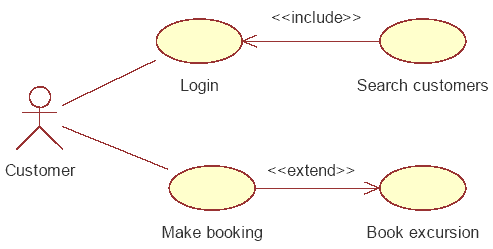 <<include>>
Login
Search customers
Customer
<<extend>>
Make booking
Book excursion